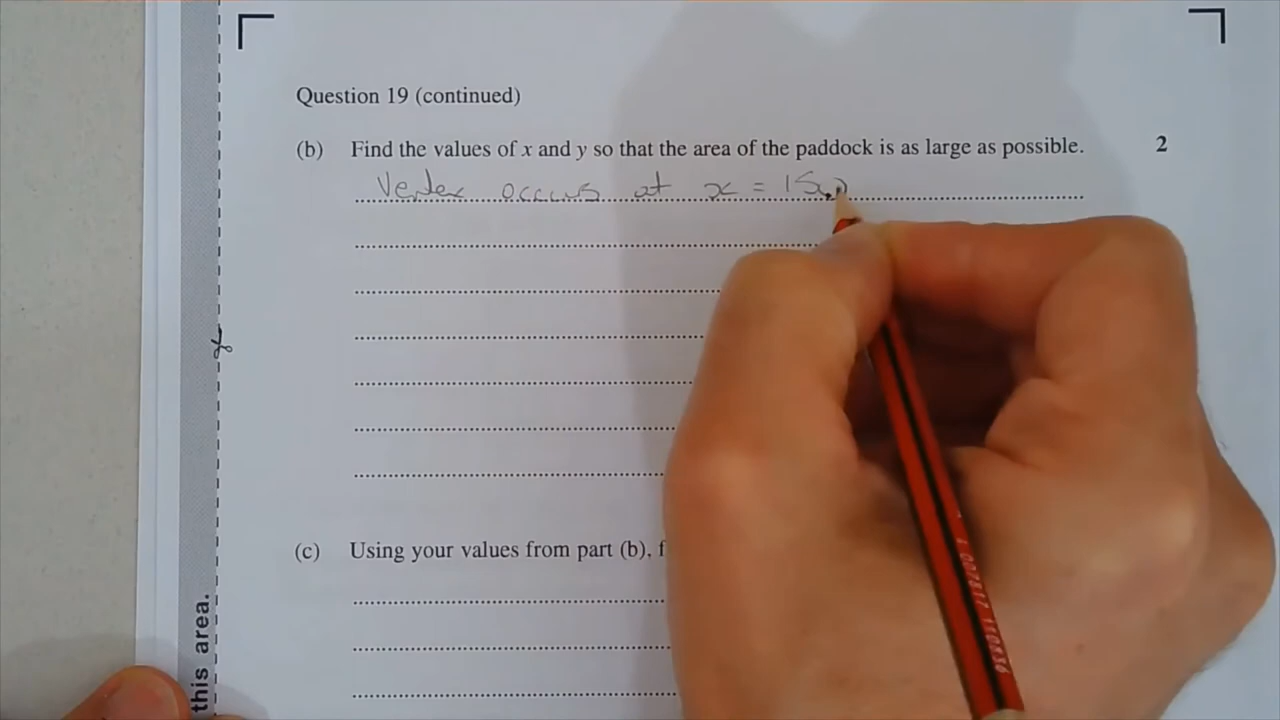 Question 19 (continued)
(b) Find the values of x and y so that the area of the paddock is as large as possible. 2
Vertex occurs at x =
(c) Using your values from part (b), f
this area.